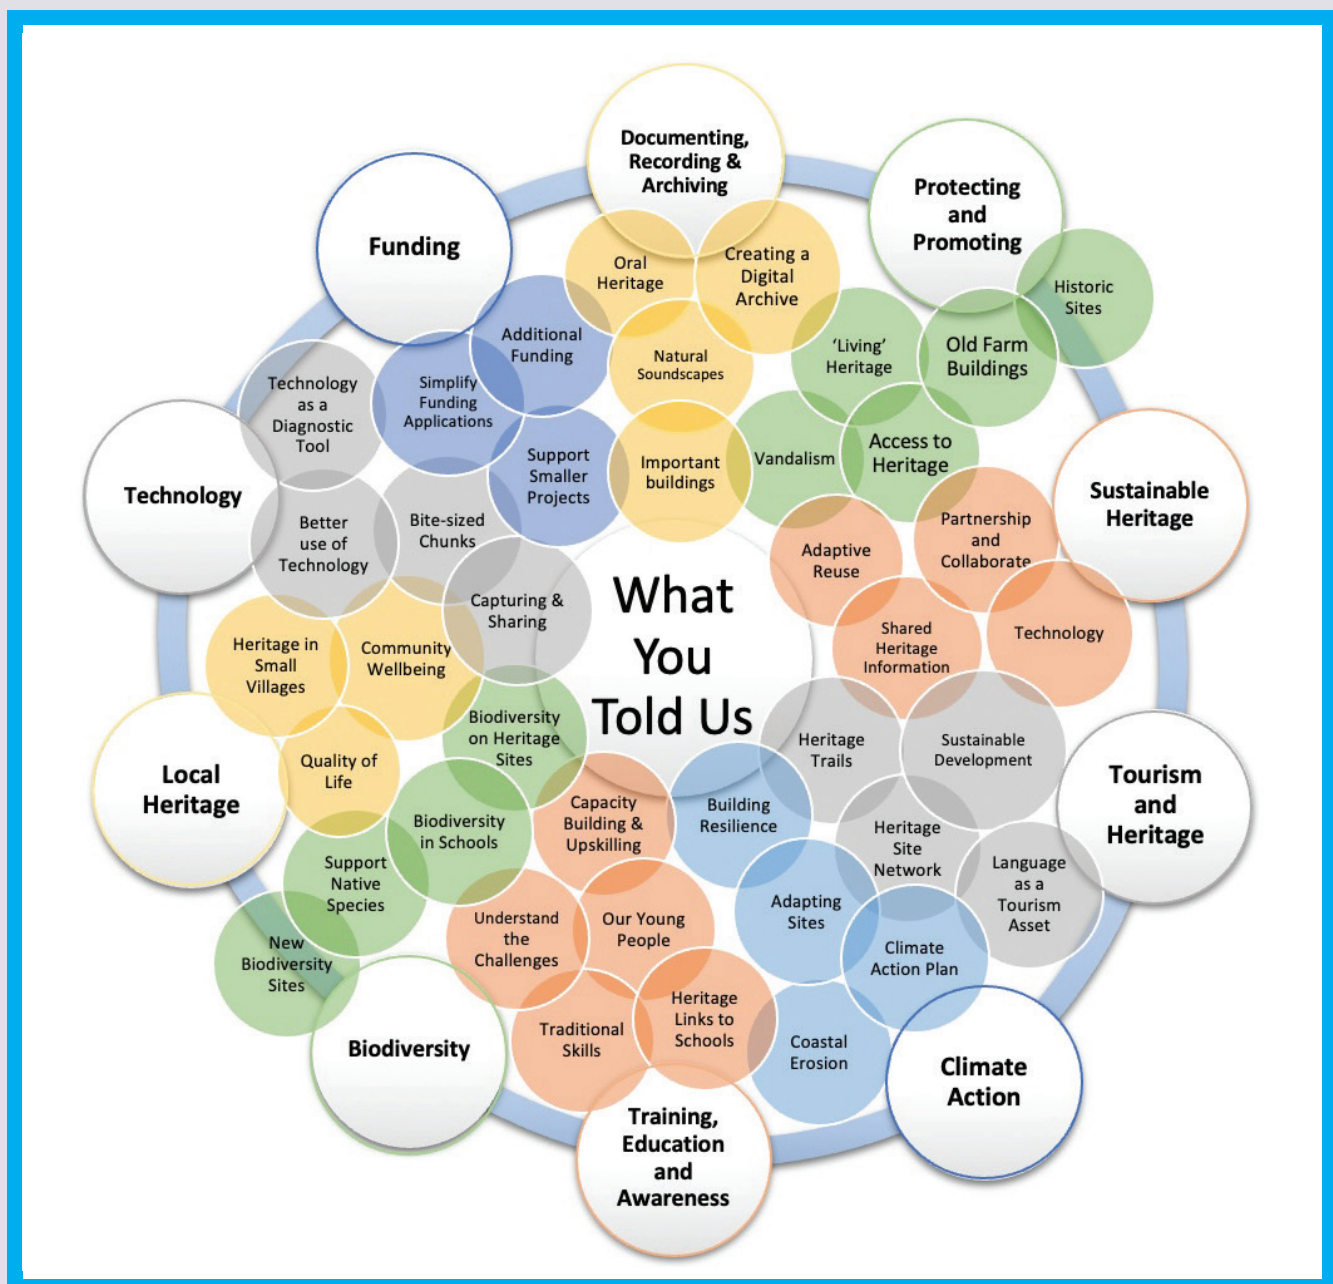 Documenting,
Recording &
Archiving
Oral
Heritage
Creating a
Digital
Archive
Natural
Soundscapes
Important
buildings
Protecting
and
Promoting
Historic
Sites
Old Farm
Buildings
‘Living’
Heritage
Access to
Heritage
Vandalism
Sustainable
Heritage
Partnership
and
Collaborate
Adaptive
Reuse
Shared
Heritage
Information
Technology
Tourism
and
Heritage
Heritage
Trails
Sustainable
Development
Heritage
Site
Network
Language
as a
Tourism
Asset
Climate
Action
Building
Resilience
Adapting
Sites
Climate
Action Plan
Coastal
Erosion
Training,
Education
and
Awareness
Capacity
Building &
Upskilling
Understand
the
Challenges
Our Young
People
Traditional
Skills
Heritage
Links to
Schools
Biodiversity
Biodiversity
on Heritage
Sites
Biodiversity
in Schools
Support
Native
Species
New
Biodiversity
Sites
Local
Heritage
Heritage in
Small
Villages
Community
Wellbeing
Quality of
Life
Technology
Technology
as a
Diagnostic
Tool
Better
use of
Technology
Bite-sized
Chunks
Capturing &
Sharing
Funding
Additional
Funding
Simplify
Funding
Applications
Support
Smaller
Projects
What
You
Told Us